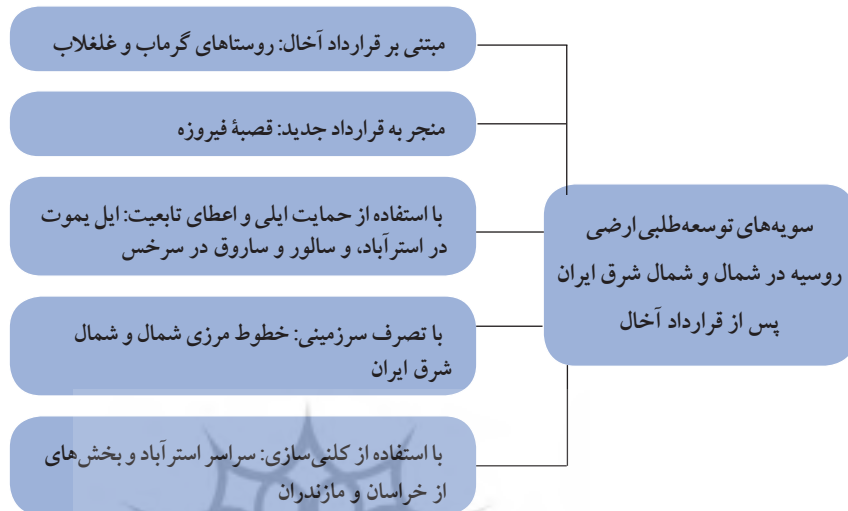 سویه‌های توسعه‌طلبی ارضی
روسیه در شمال و شمال شرق ایران
پس از قرارداد آخال
مبتنی بر قرارداد آخال: روستاهای گرماب و غلغلاب
منجر به قرارداد جدید: قصبهٔ فیروزه
با استفاده از حمایت ایلی و اعطای تابعیت: ایل یموت
در استرآباد، و سالور و ساروق در سرخس
با تصرف سرزمینی: خطوط مرزی شمال و شمال
شرق ایران
با استفاده از کلنی‌سازی: سراسر استرآباد و بخش‌های
از خراسان و مازندران